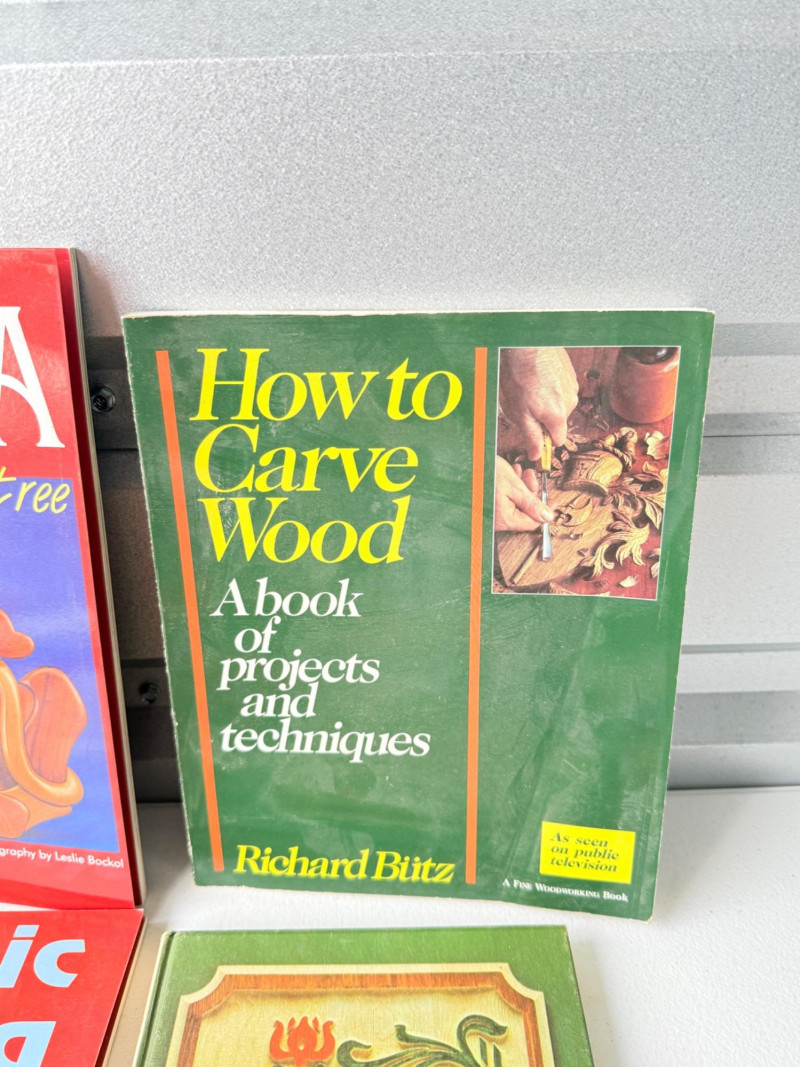 How to
Carve
Wood
A book
of
projects
and
techniques
Richard Bütz
As seen
on public
television
A Fine Woodworking Book
A
tree
graphy by Leslie Bockol
ic
g